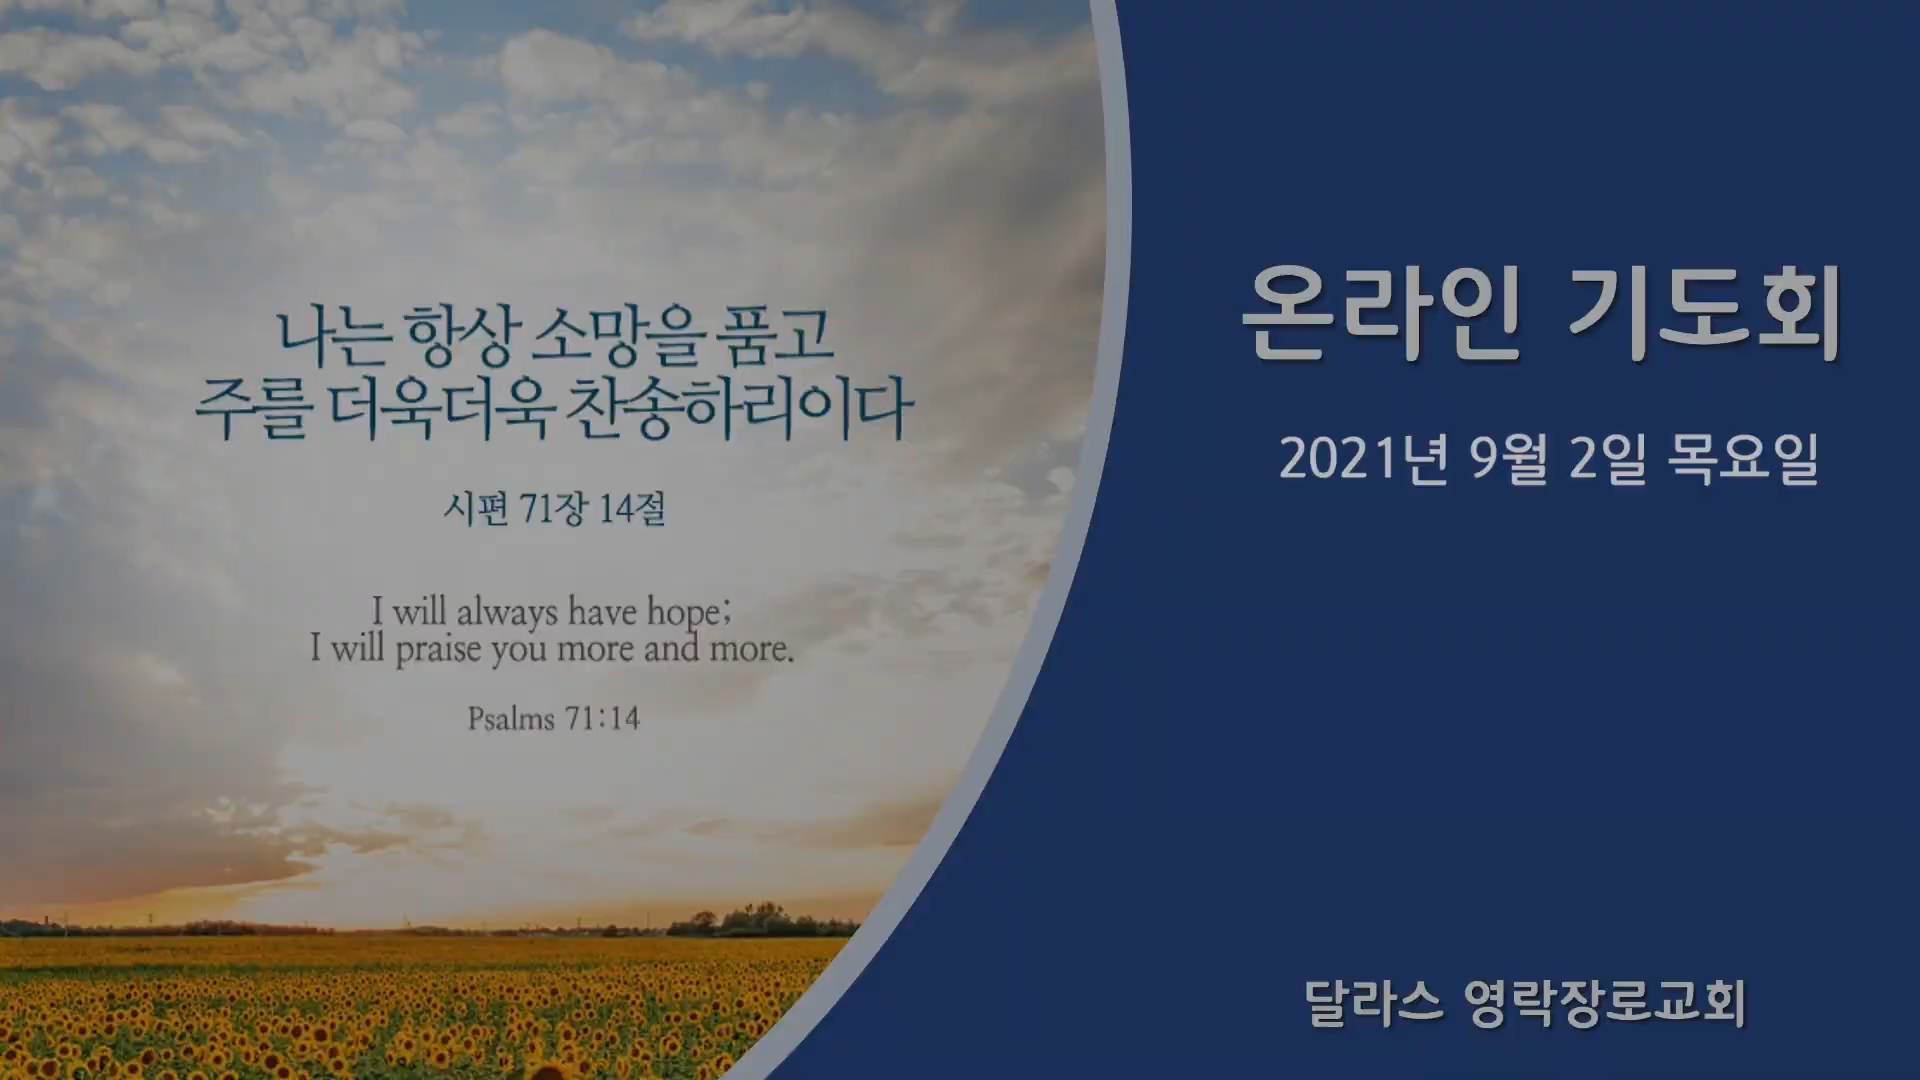 나는 항상 소망을 품고
주를 더욱더욱 찬송하리이다
시편 71장 14절
I will always have hope;
I will praise you more and more.
Psalms 71:14
온라인 기도회
2021년 9월 2일 목요일
달라스 영락장로교회